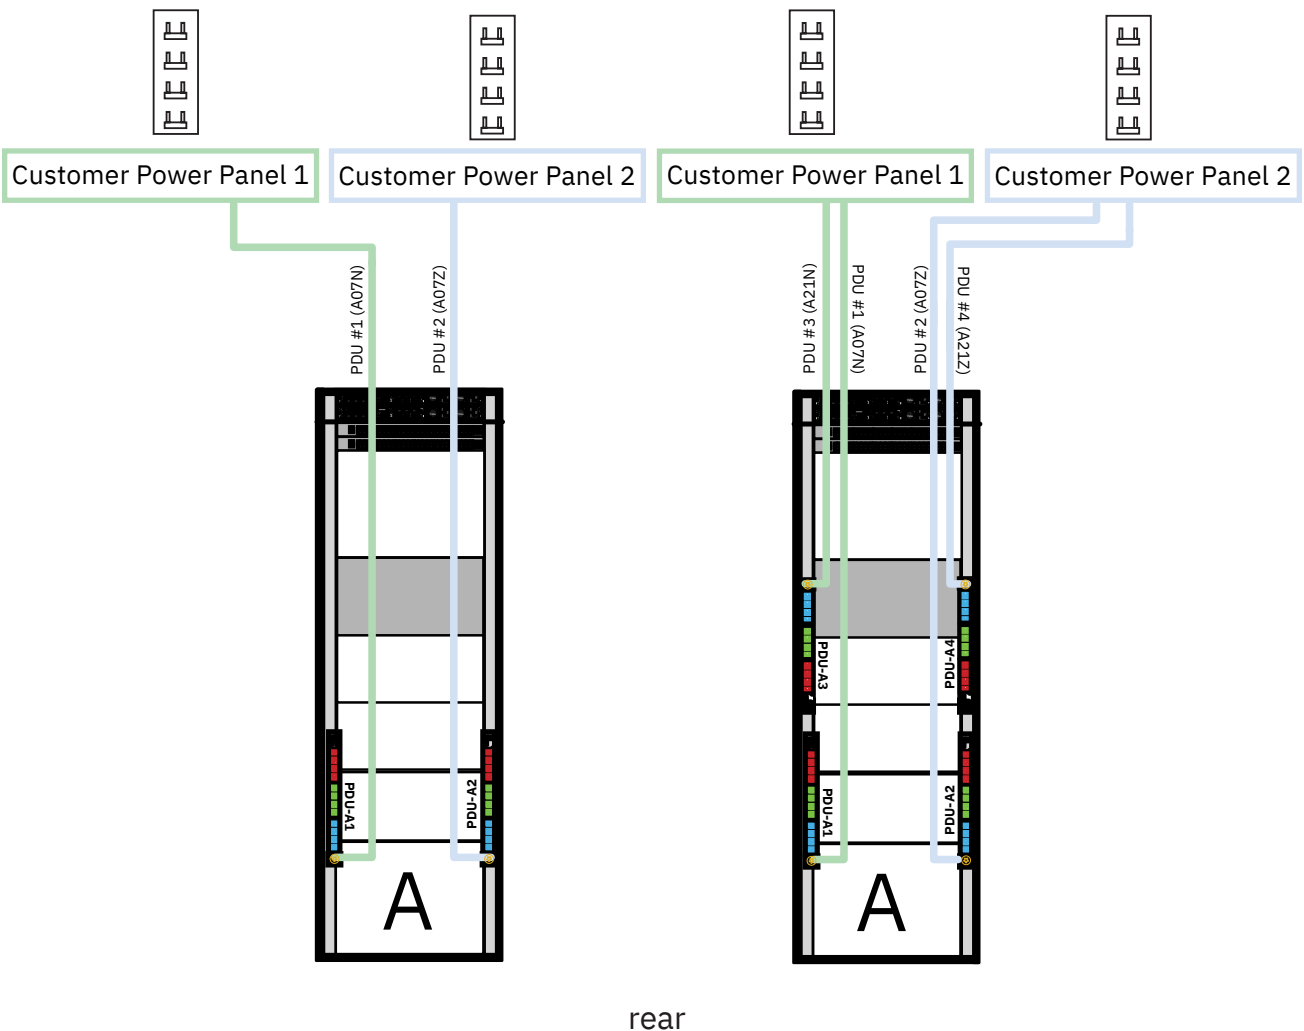 Customer Power Panel 1
Customer Power Panel 2
Customer Power Panel 1
Customer Power Panel 2
PDU #1 (A07N)
PDU #2 (A07Z)
PDU #3 (A21N)
PDU #1 (A07N)
PDU #2 (A07Z)
PDU #4 (A21Z)
PDU-A3
PDU-A4
PDU-A1
PDU-A2
PDU-A1
PDU-A2
A
A
rear